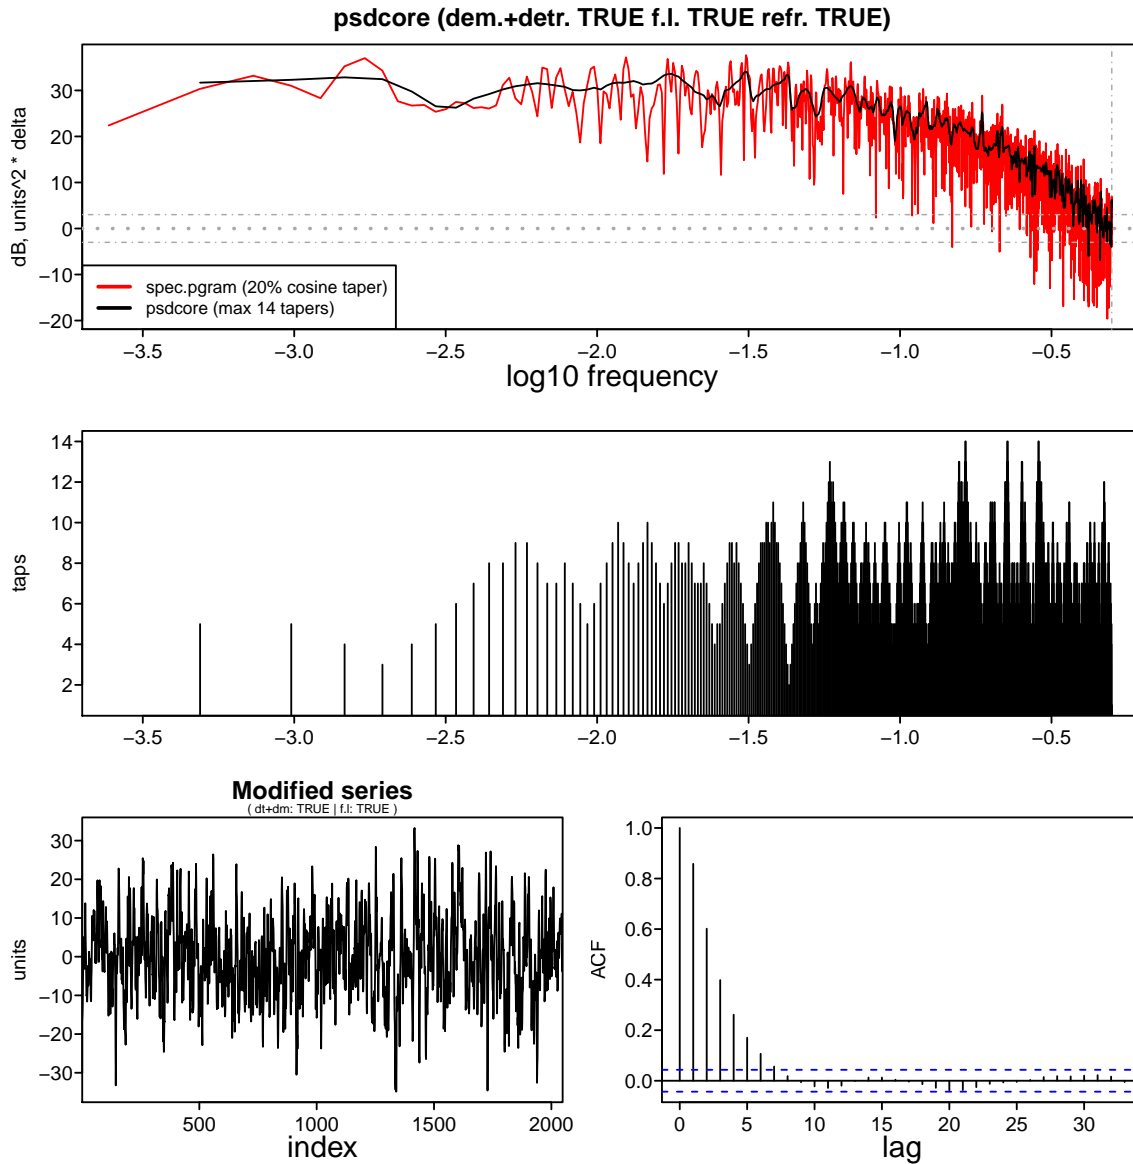 psdcore (dem.+detr. TRUE f.l. TRUE refr. TRUE)
dB, units^2 * delta
30
20
10
0
−10
−20
spec.pgram (20% cosine taper)
psdcore (max 14 tapers)
−3.5 −3.0 −2.5 −2.0 −1.5 −1.0 −0.5
log10 frequency
taps
14
12
10
8
6
4
2
−3.5 −3.0 −2.5 −2.0 −1.5 −1.0 −0.5
Modified series
( dt+dm: TRUE | f.l: TRUE )
units
30
20
10
0
−10
−20
−30
500 1000 1500 2000
index
ACF
1.0
0.8
0.6
0.4
0.2
0.0
0 5 10 15 20 25 30
lag